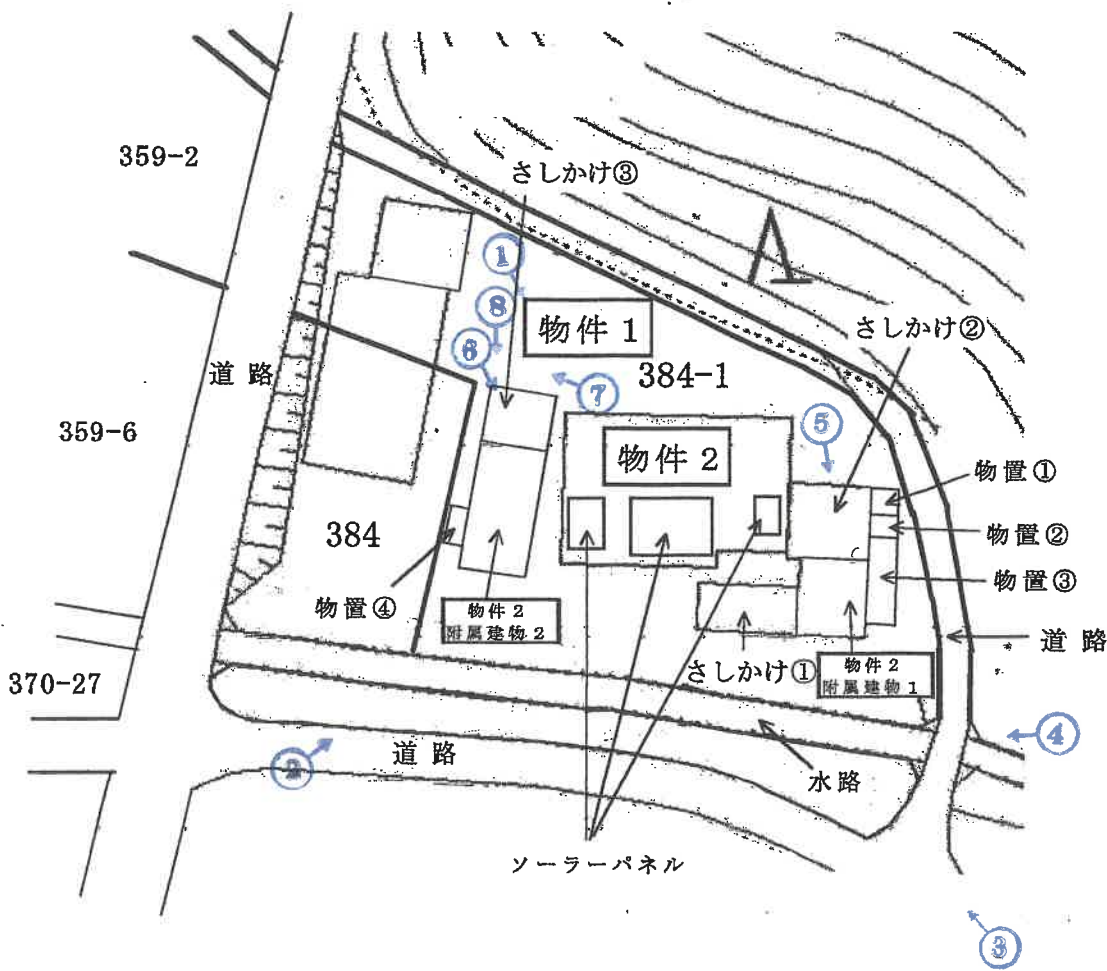 359-2
さしかけ③
①
⑧
物件1
さしかけ②
⑥
道路
384-1
⑦
359-6
⑤
物件2
物置①
384
物置②
物置④
物置③
物件2
附属建物2
道路
さしかけ①
物件2
附属建物1
370-27
④
道路
②
水路
ソーラーパネル
③